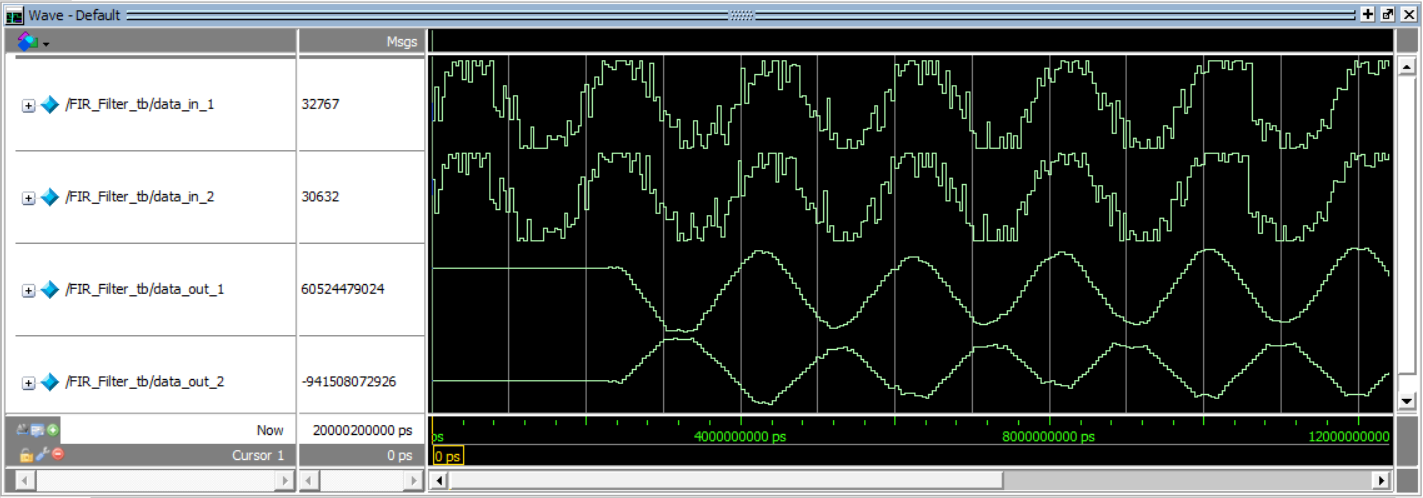 Wave - Default
Msgs
/FIR_Filter_tb/data_in_1 32767
/FIR_Filter_tb/data_in_2 30632
/FIR_Filter_tb/data_out_1 60524479024
/FIR_Filter_tb/data_out_2 -941508072926
Now 20000200000 ps ps 4000000000 ps 8000000000 ps 12000000000
Cursor 1 0 ps 0 ps